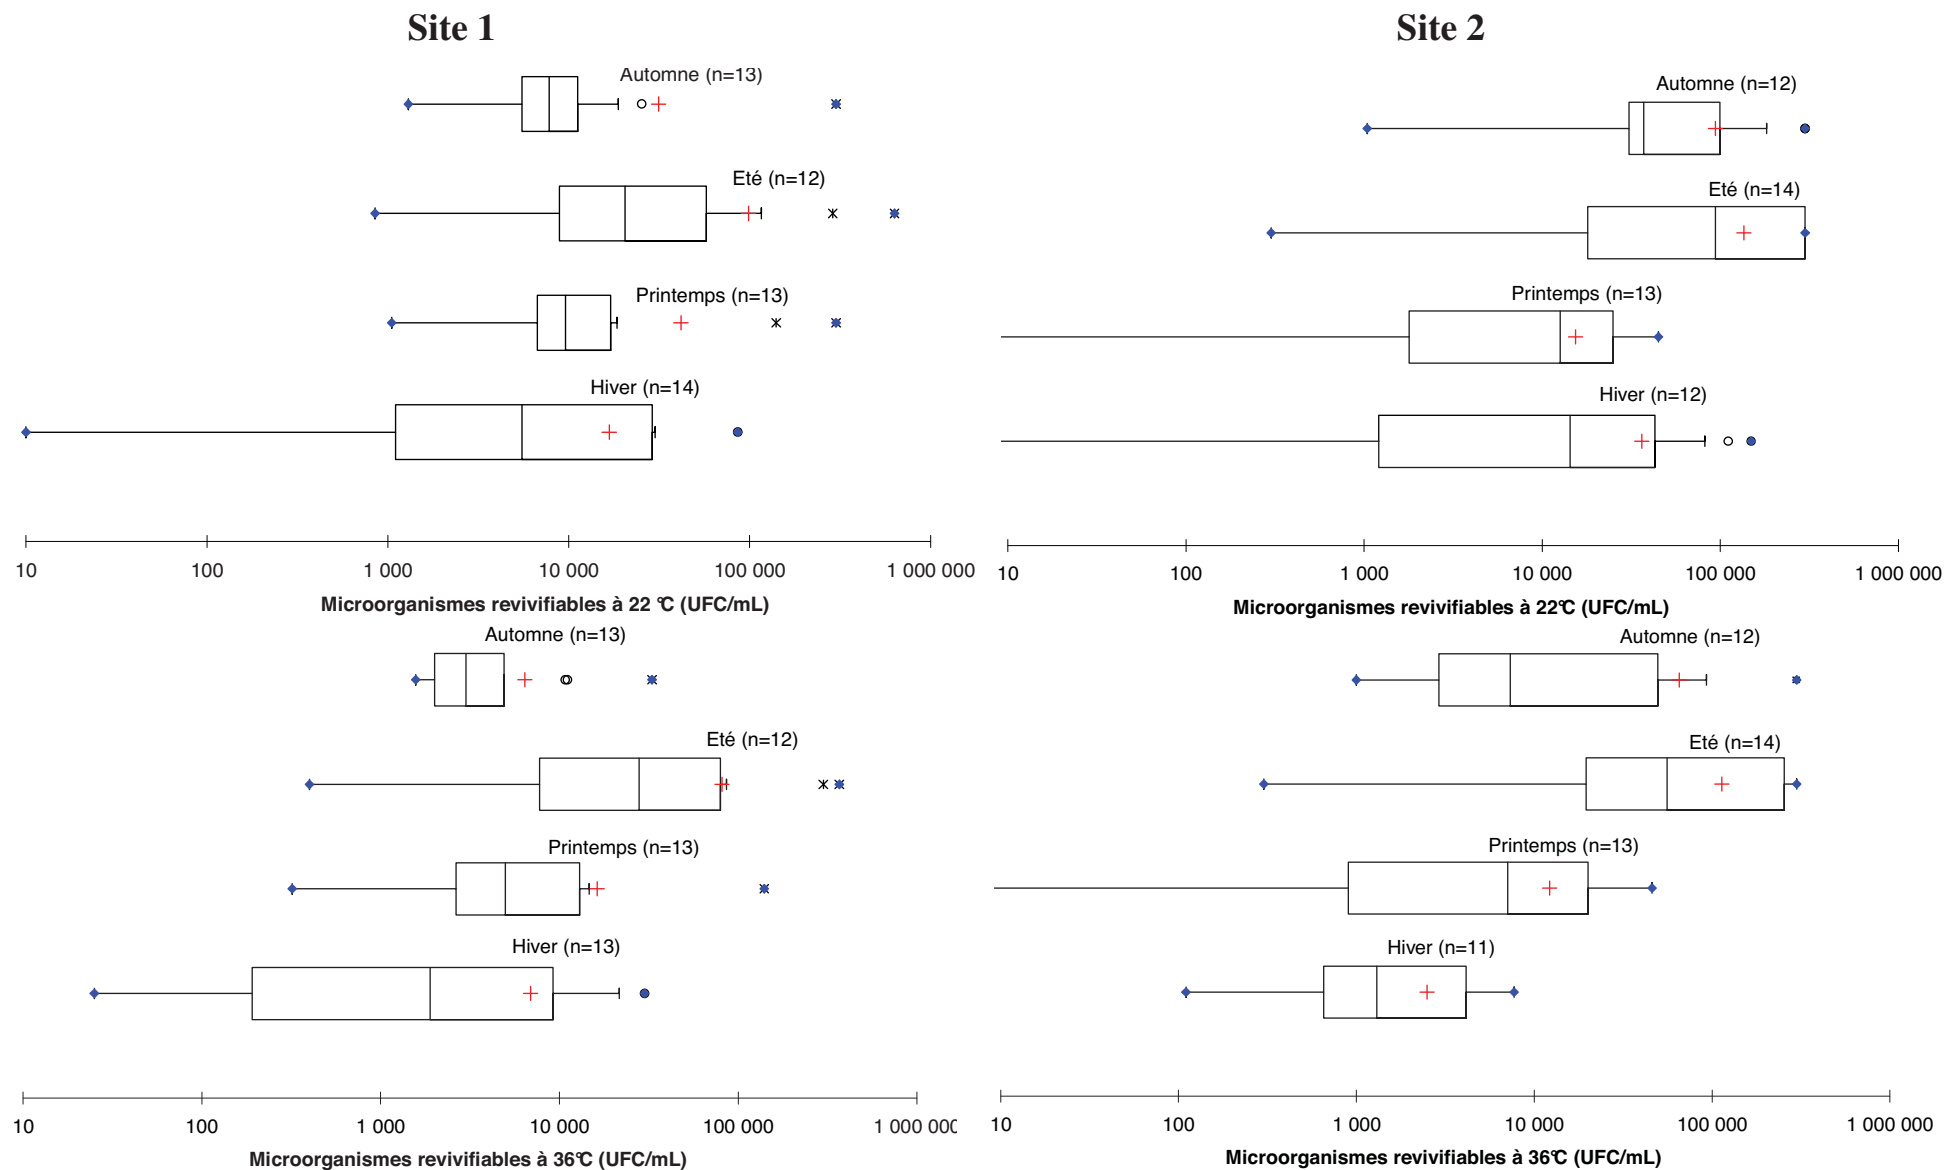 Site 1
Automne (n=13)
Eté (n=12)
Printemps (n=13)
Hiver (n=14)
10 100 1 000 10 000 100 000 1 000 000
Microorganismes revivifiables à 22 °C (UFC/mL)
Site 2
Automne (n=12)
Eté (n=14)
Printemps (n=13)
Hiver (n=12)
10 100 1 000 10 000 100 000 1 000 000
Microorganismes revivifiables à 22°C (UFC/mL)
Automne (n=13)
Eté (n=12)
Printemps (n=13)
Hiver (n=13)
10 100 1 000 10 000 100 000 1 000 000
Microorganismes revivifiables à 36°C (UFC/mL)
Automne (n=12)
Eté (n=14)
Printemps (n=13)
Hiver (n=11)
10 100 1 000 10 000 100 000 1 000 000
Microorganismes revivifiables à 36°C (UFC/mL)